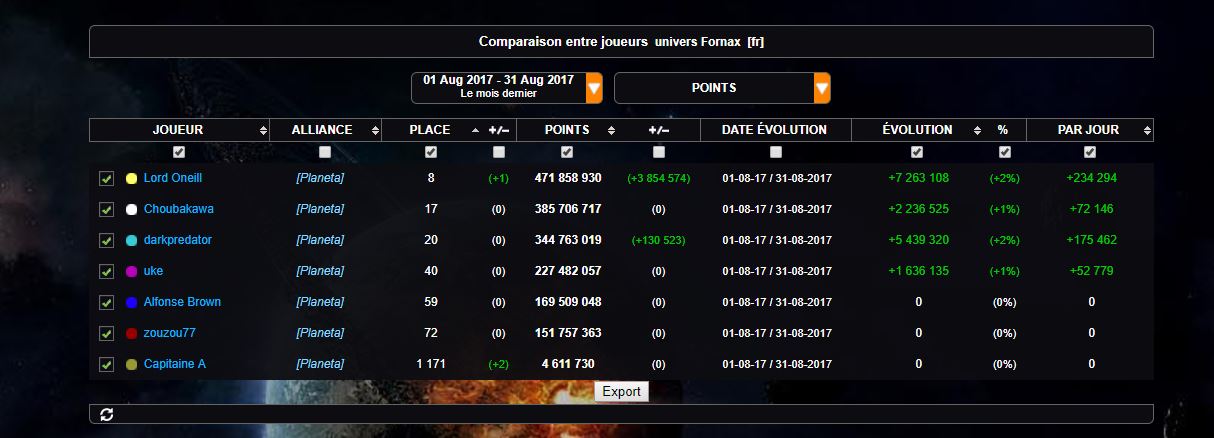 Comparaison entre joueurs univers Fornax [fr]
01 Aug 2017 - 31 Aug 2017
Le mois dernier
POINTS
JOUEUR ALLIANCE PLACE +/- POINTS +/- DATE ÉVOLUTION ÉVOLUTION % PAR JOUR
Lord Oneill [Planeta] 8 (+1) 471 858 930 (+3 854 574) 01-08-17 / 31-08-2017 +7 263 108 (+2%) +234 294
Choubakawa [Planeta] 17 (0) 385 706 717 (0) 01-08-17 / 31-08-2017 +2 236 525 (+1%) +72 146
darkpredator [Planeta] 20 (0) 344 763 019 (+130 523) 01-08-17 / 31-08-2017 +5 439 320 (+2%) +175 462
uke [Planeta] 40 (0) 227 482 057 (0) 01-08-17 / 31-08-2017 +1 636 135 (+1%) +52 779
Alfonse Brown [Planeta] 59 (0) 169 509 048 (0) 01-08-17 / 31-08-2017 0 (0%) 0
zouzou77 [Planeta] 72 (0) 151 757 363 (0) 01-08-17 / 31-08-2017 0 (0%) 0
Capitaine A [Planeta] 1 171 (+2) 4 611 730 (0) 01-08-17 / 31-08-2017 0 (0%) 0
Export